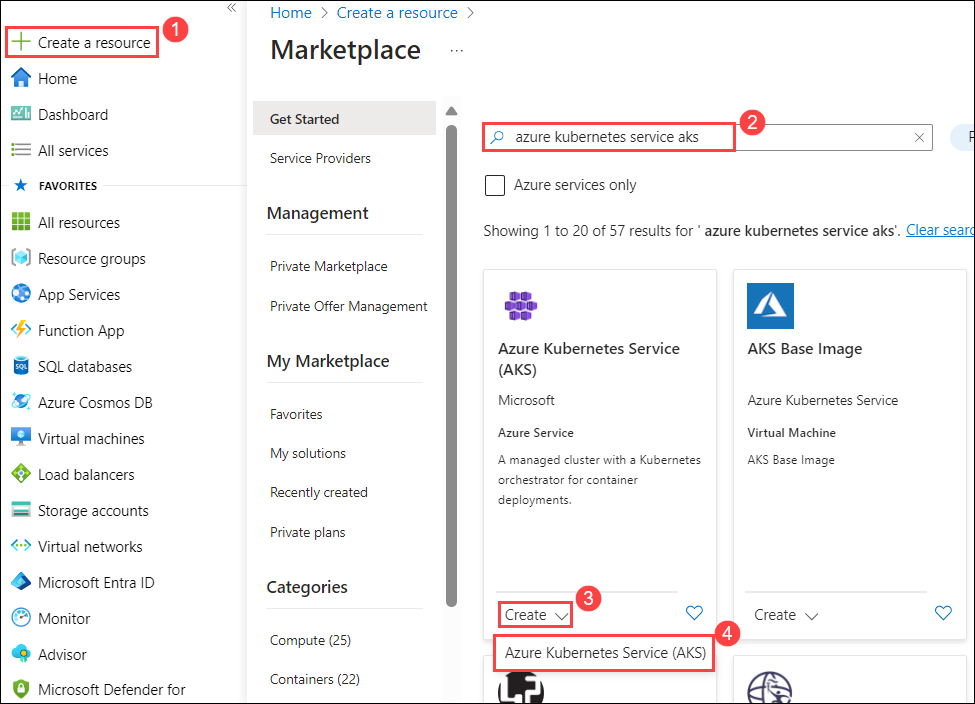 «
Create a resource
1
Home
Dashboard
All services
FAVORITES
All resources
Resource groups
App Services
Function App
SQL databases
Azure Cosmos DB
Virtual machines
Load balancers
Storage accounts
Virtual networks
Microsoft Entra ID
Monitor
Advisor
Microsoft Defender for
Home > Create a resource >
Marketplace ...
Get Started
Service Providers
Management
Private Marketplace
Private Offer Management
My Marketplace
Favorites
My solutions
Recently created
Private plans
Categories
Compute (25)
Containers (22)
azure kubernetes service aks
2
Azure services only
Showing 1 to 20 of 57 results for ' azure kubernetes service aks'. Clear searc
Azure Kubernetes Service
(AKS)
Microsoft
Azure Service
A managed cluster with a Kubernetes
orchestrator for container
deployments.
Create
3
Azure Kubernetes Service (AKS)
4
AKS Base Image
Azure Kubernetes Service
Virtual Machine
AKS Base Image
Create